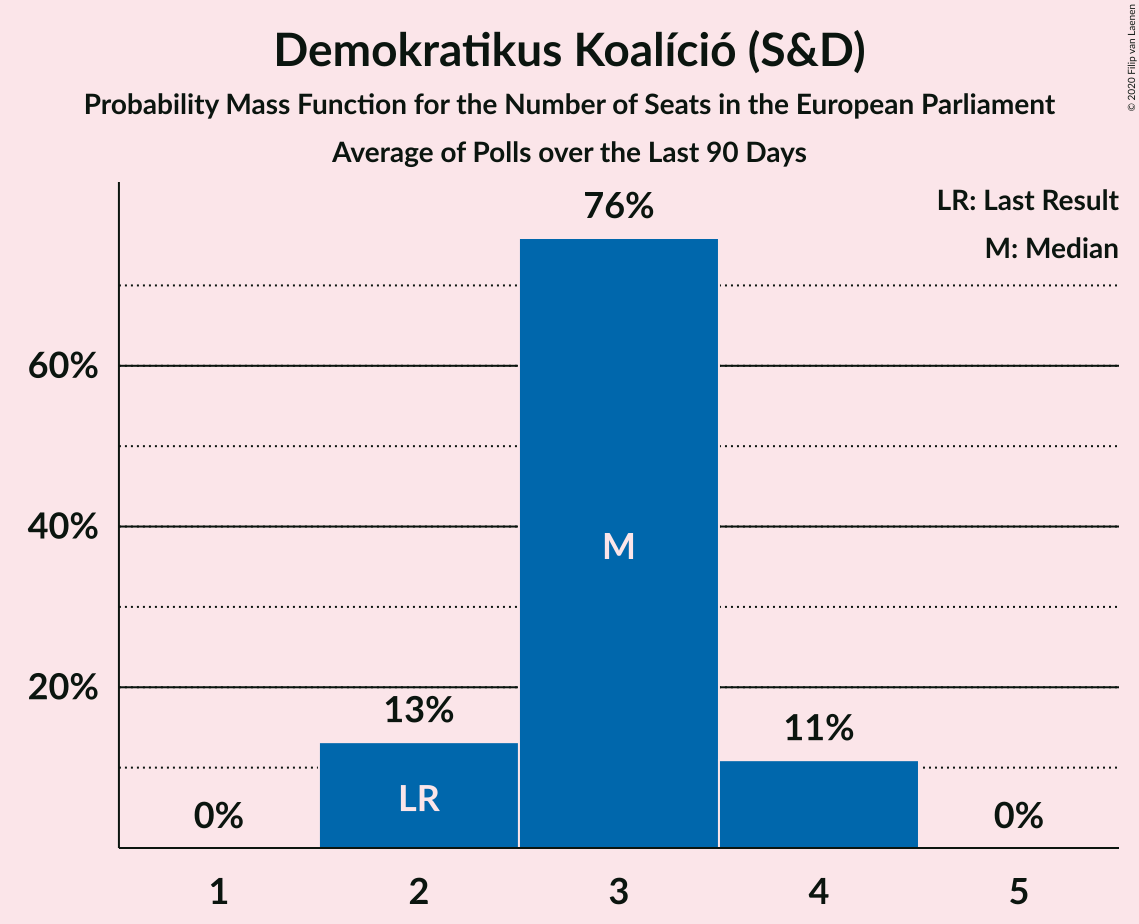 Demokratikus Koalíció (S&D)
Probability Mass Function for the Number of Seats in the European Parliament
Average of Polls over the Last 90 Days
© 2020 Filip van Laenen
LR: Last Result
M: Median
76%
60%
40%
M
20%
13%
11%
LR
0%
0%
1 2 3 4 5